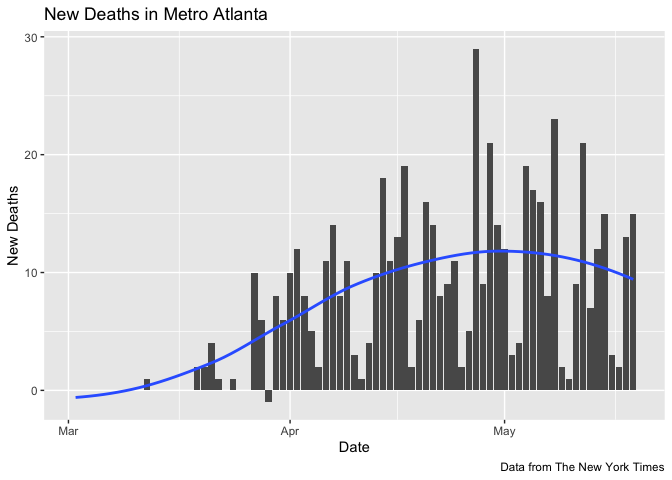 New Deaths in Metro Atlanta
30
20
10
0
New Deaths
Mar
Apr
May
Date
Data from The New York Times